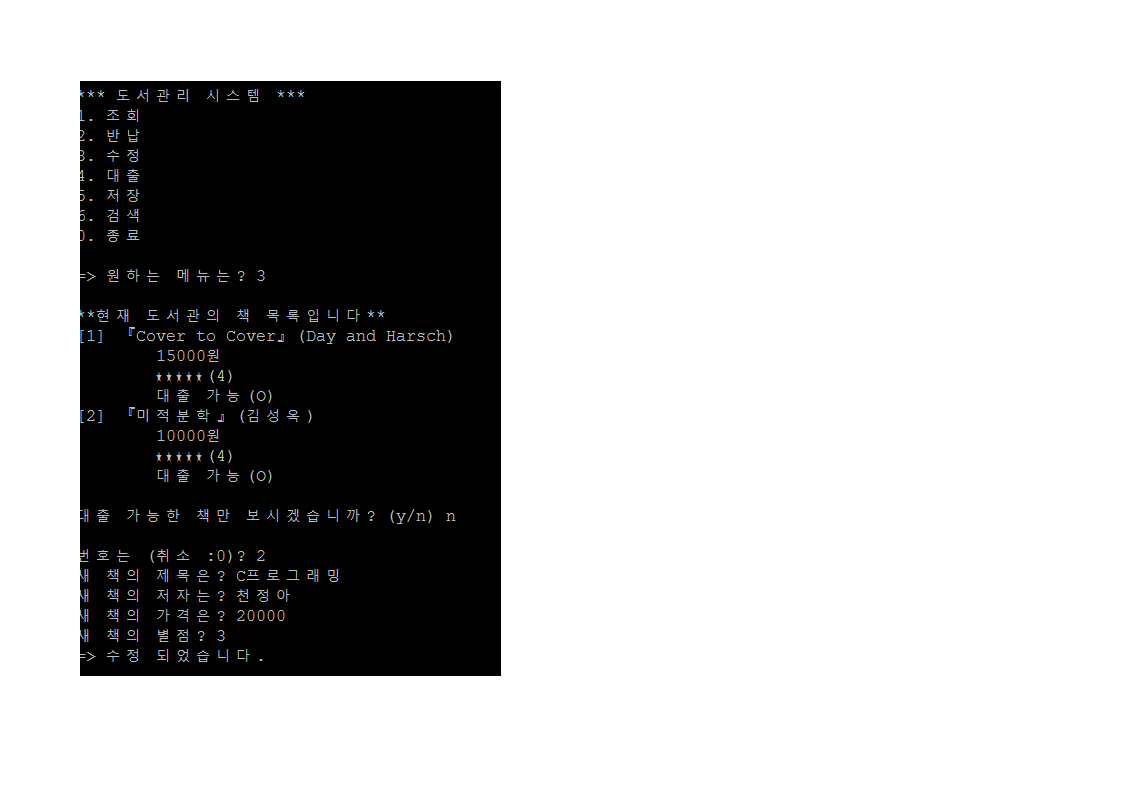 *** 도서관리 시스템 ***
1. 조회
2. 반납
3. 수정
4. 대출
5. 저장
6. 검색
0. 종료
=> 원하는 메뉴는? 3
**현재 도서관의 책 목록입니다**
[1] 『Cover to Cover』(Day and Harsch)
15000원
★★★★★(4)
대출 가능(O)
[2] 『미적분학』(김성옥)
10000원
★★★★★(4)
대출 가능(O)
대출 가능한 책만 보시겠습니까? (y/n) n
번호는 (취소 :0)? 2
새 책의 제목은? C프로그래밍
새 책의 저자는? 천정아
새 책의 가격은? 20000
새 책의 별점? 3
=> 수정 되었습니다.